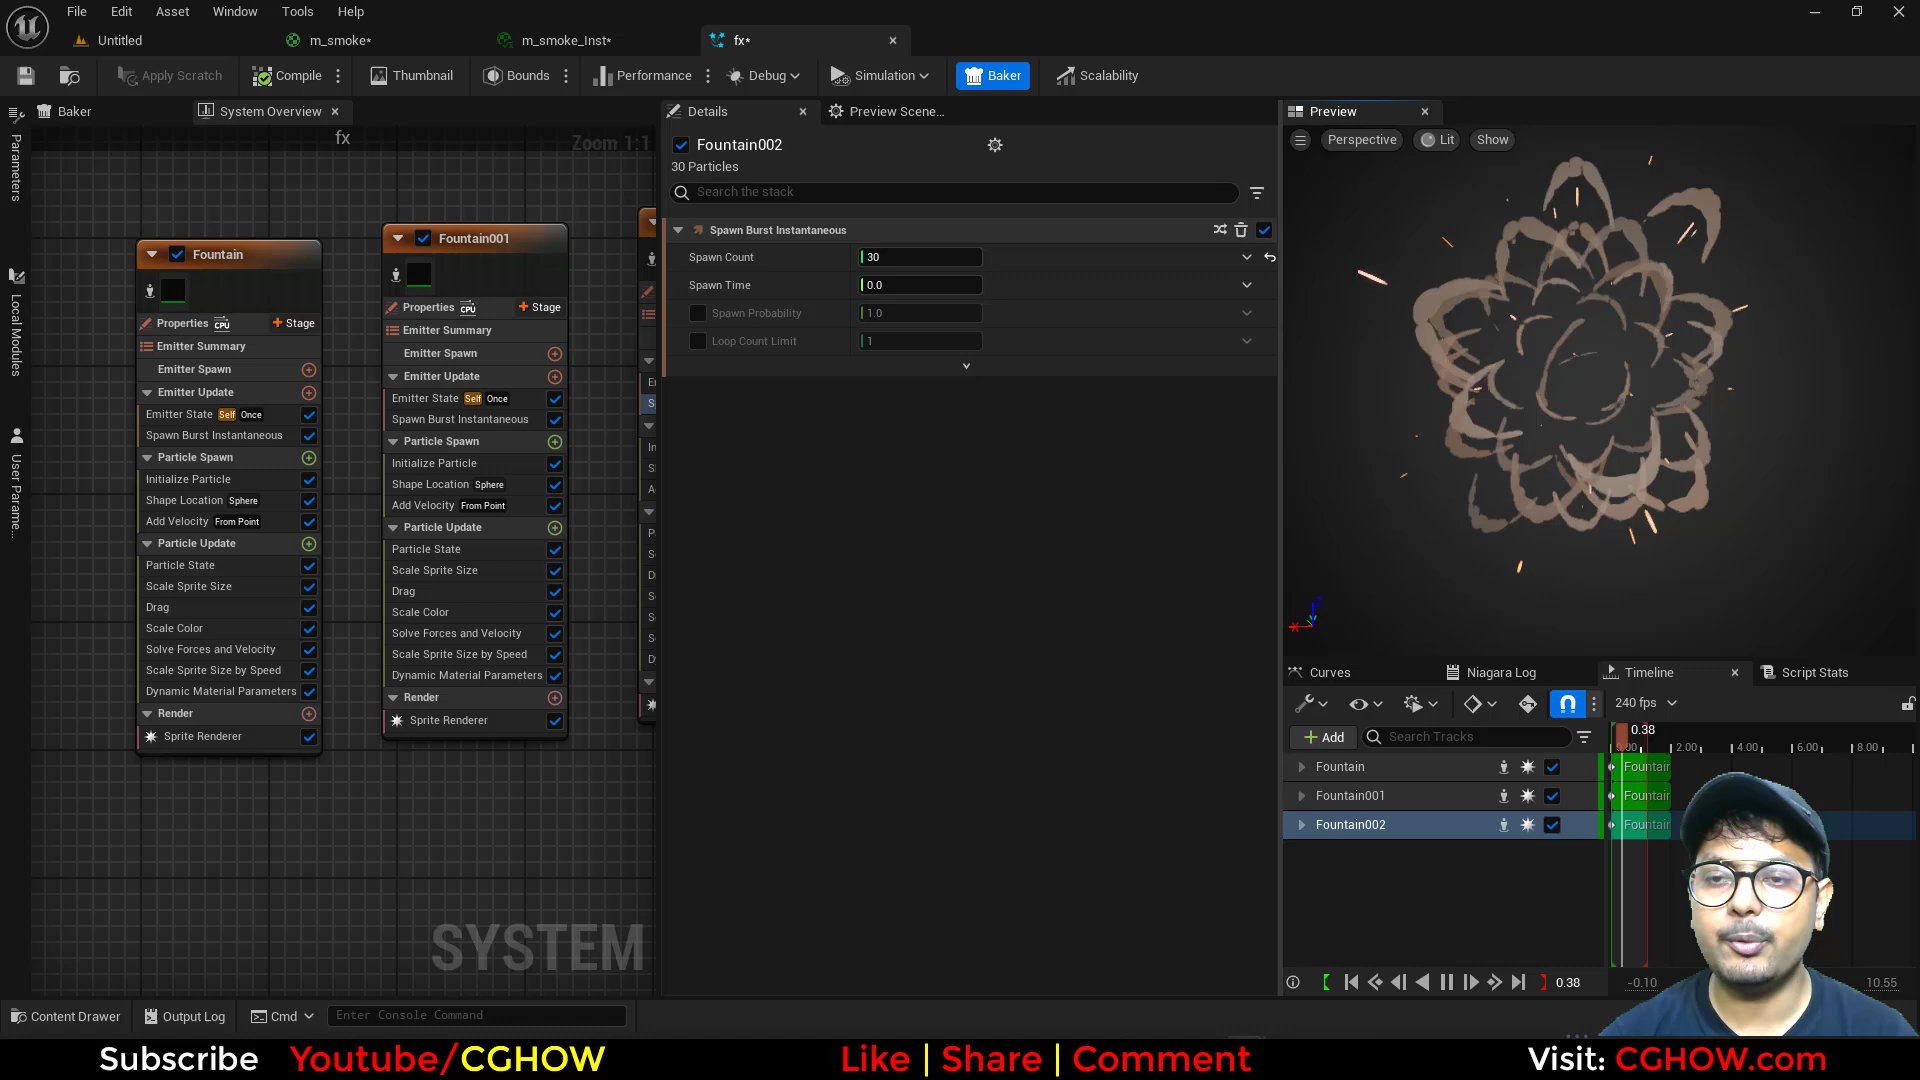 File Edit Asset Window Tools Help
Untitled m_smoke* m_smoke_Inst* fx*
Apply Scratch Compile Thumbnail Bounds Performance Debug Simulation Baker Scalability
Baker System Overview Details Preview Scene... Preview
Parameters
Local Modules
User Parame...
fx Zoom 1:1
Fountain
Properties CPU Stage
Emitter Summary
Emitter Spawn
Emitter Update
Emitter State Self Once
Spawn Burst Instantaneous
Particle Spawn
Initialize Particle
Shape Location Sphere
Add Velocity From Point
Particle Update
Particle State
Scale Sprite Size
Drag
Scale Color
Solve Forces and Velocity
Scale Sprite Size by Speed
Dynamic Material Parameters
Render
Sprite Renderer
Fountain001
Properties CPU Stage
Emitter Summary
Emitter Spawn
Emitter Update
Emitter State Self Once
Spawn Burst Instantaneous
Particle Spawn
Initialize Particle
Shape Location Sphere
Add Velocity From Point
Particle Update
Particle State
Scale Sprite Size
Drag
Scale Color
Solve Forces and Velocity
Scale Sprite Size by Speed
Dynamic Material Parameters
Render
Sprite Renderer
SYSTEM
Fountain002
30 Particles
Search the stack
Spawn Burst Instantaneous
Spawn Count 30
Spawn Time 0.0
Spawn Probability 1.0
Loop Count Limit 1
Perspective Lit Show
Curves Niagara Log Timeline Script Stats
240 fps
Add Search Tracks
0.38
2.00 4.00 6.00 8.00
Fountain
Fountain001
Fountain002
0.38 -0.10 10.55
Content Drawer Output Log Cmd Enter Console Command
Subscribe Youtube/CGHOW Like | Share | Comment Visit: CGHOW.com